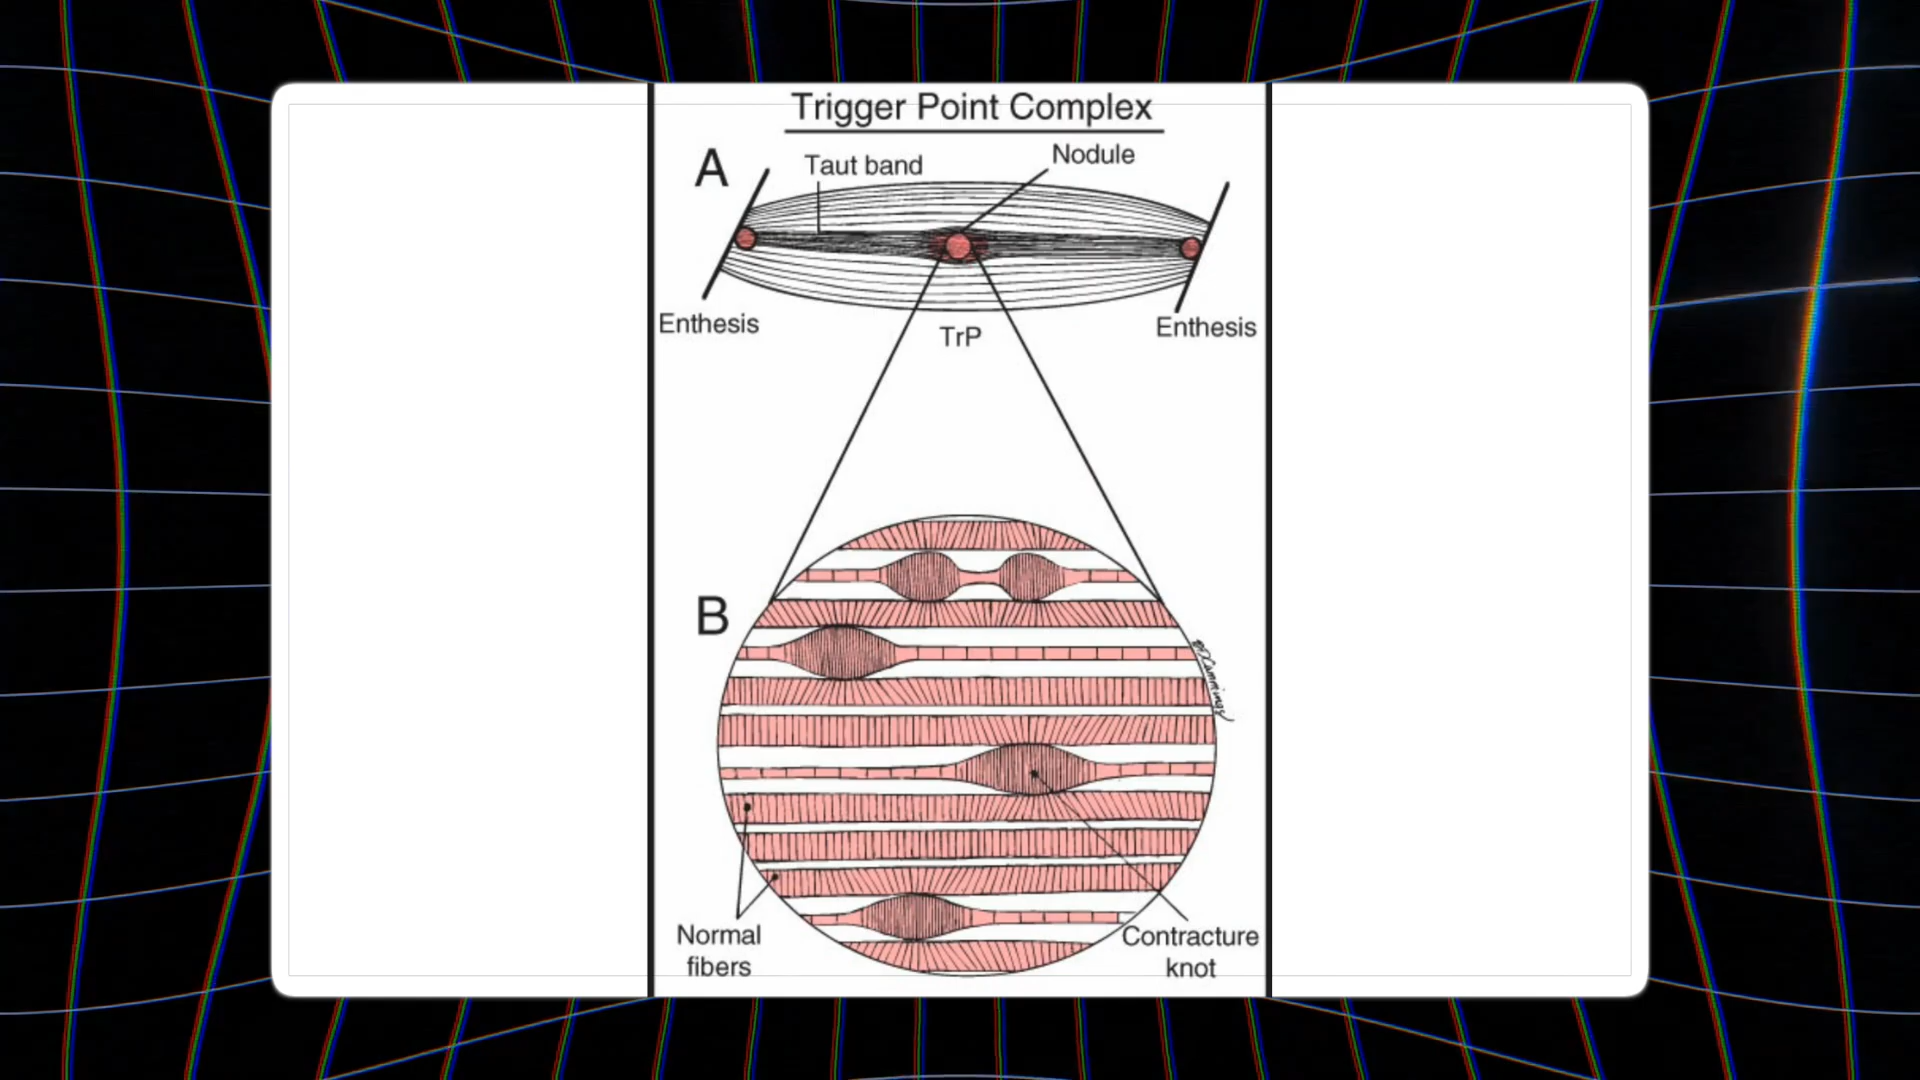 Trigger Point Complex
A
Taut band
Nodule
Enthesis
TrP
Enthesis
B
Normal
fibers
Contracture
knot